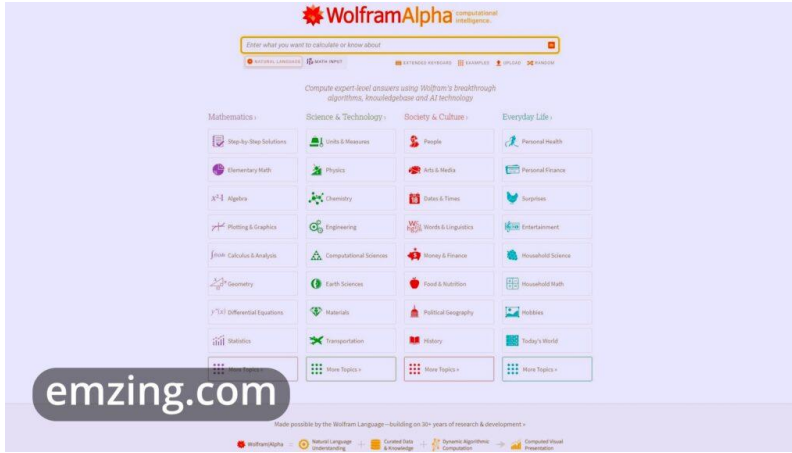 WolframAlpha computational intelligence.
Enter what you want to calculate or know about
NATURAL LANGUAGE MATH INPUT EXTENDED KEYBOARD EXAMPLES UPLOAD RANDOM
Compute expert-level answers using Wolfram's breakthrough
algorithms, knowledgebase and AI technology
Mathematics › Science & Technology › Society & Culture › Everyday Life ›
Step-by-Step Solutions Units & Measures People Personal Health
Elementary Math Physics Arts & Media Personal Finance
Algebra Chemistry Dates & Times Surprises
Plotting & Graphics Engineering Words & Linguistics Entertainment
Calculus & Analysis Computational Sciences Money & Finance Household Science
Geometry Earth Sciences Food & Nutrition Household Math
Differential Equations Materials Political Geography Hobbies
Statistics Transportation History Today's World
More Topics » More Topics » More Topics » More Topics »
emzing.com
Made possible by the Wolfram Language—building on 30+ years of research & development »
WolframAlpha = Natural Language Understanding + Curated Data & Knowledge + Dynamic Algorithmic Computation → Computed Visual Presentation